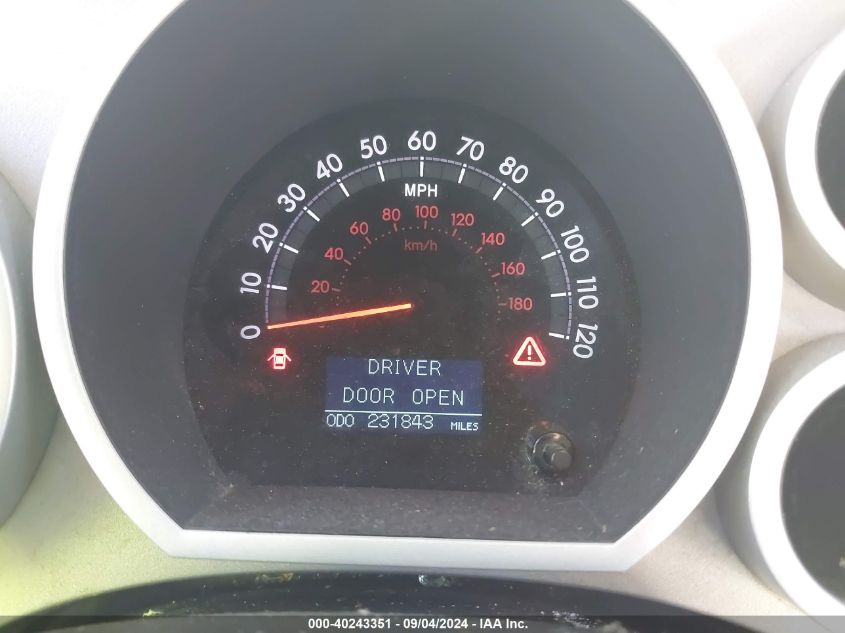 0 10 20 30 40 50 60 70 80 90 100 110 120
MPH
20 40 60 80 100 120 140 160 180
km/h
DRIVER
DOOR OPEN
ODO 231843 MILES
000-40243351 - 09/04/2024 - IAA Inc.